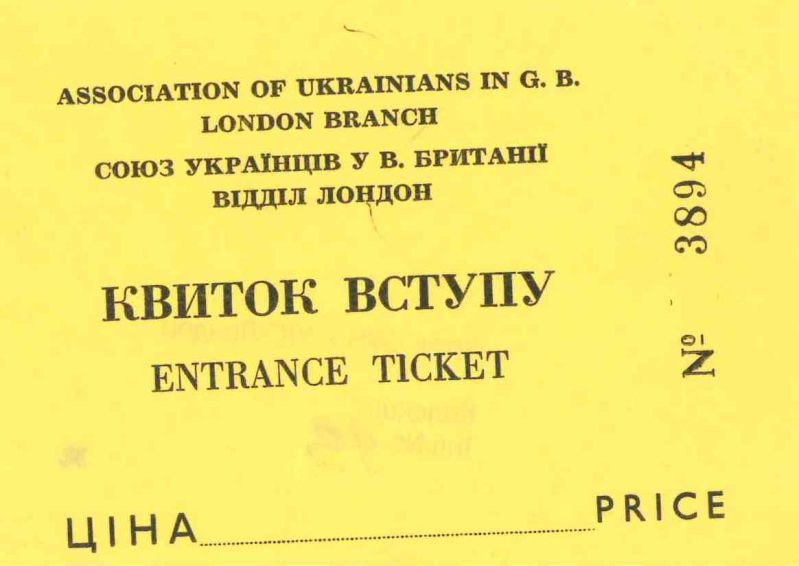 ASSOCIATION OF UKRAINIANS IN G. B.
LONDON BRANCH
СОЮЗ УКРАЇНЦІВ У В. БРИТАНІЇ
ВІДДІЛ ЛОНДОН
КВИТОК ВСТУПУ
ENTRANCE TICKET
№ 3894
ЦІНА PRICE